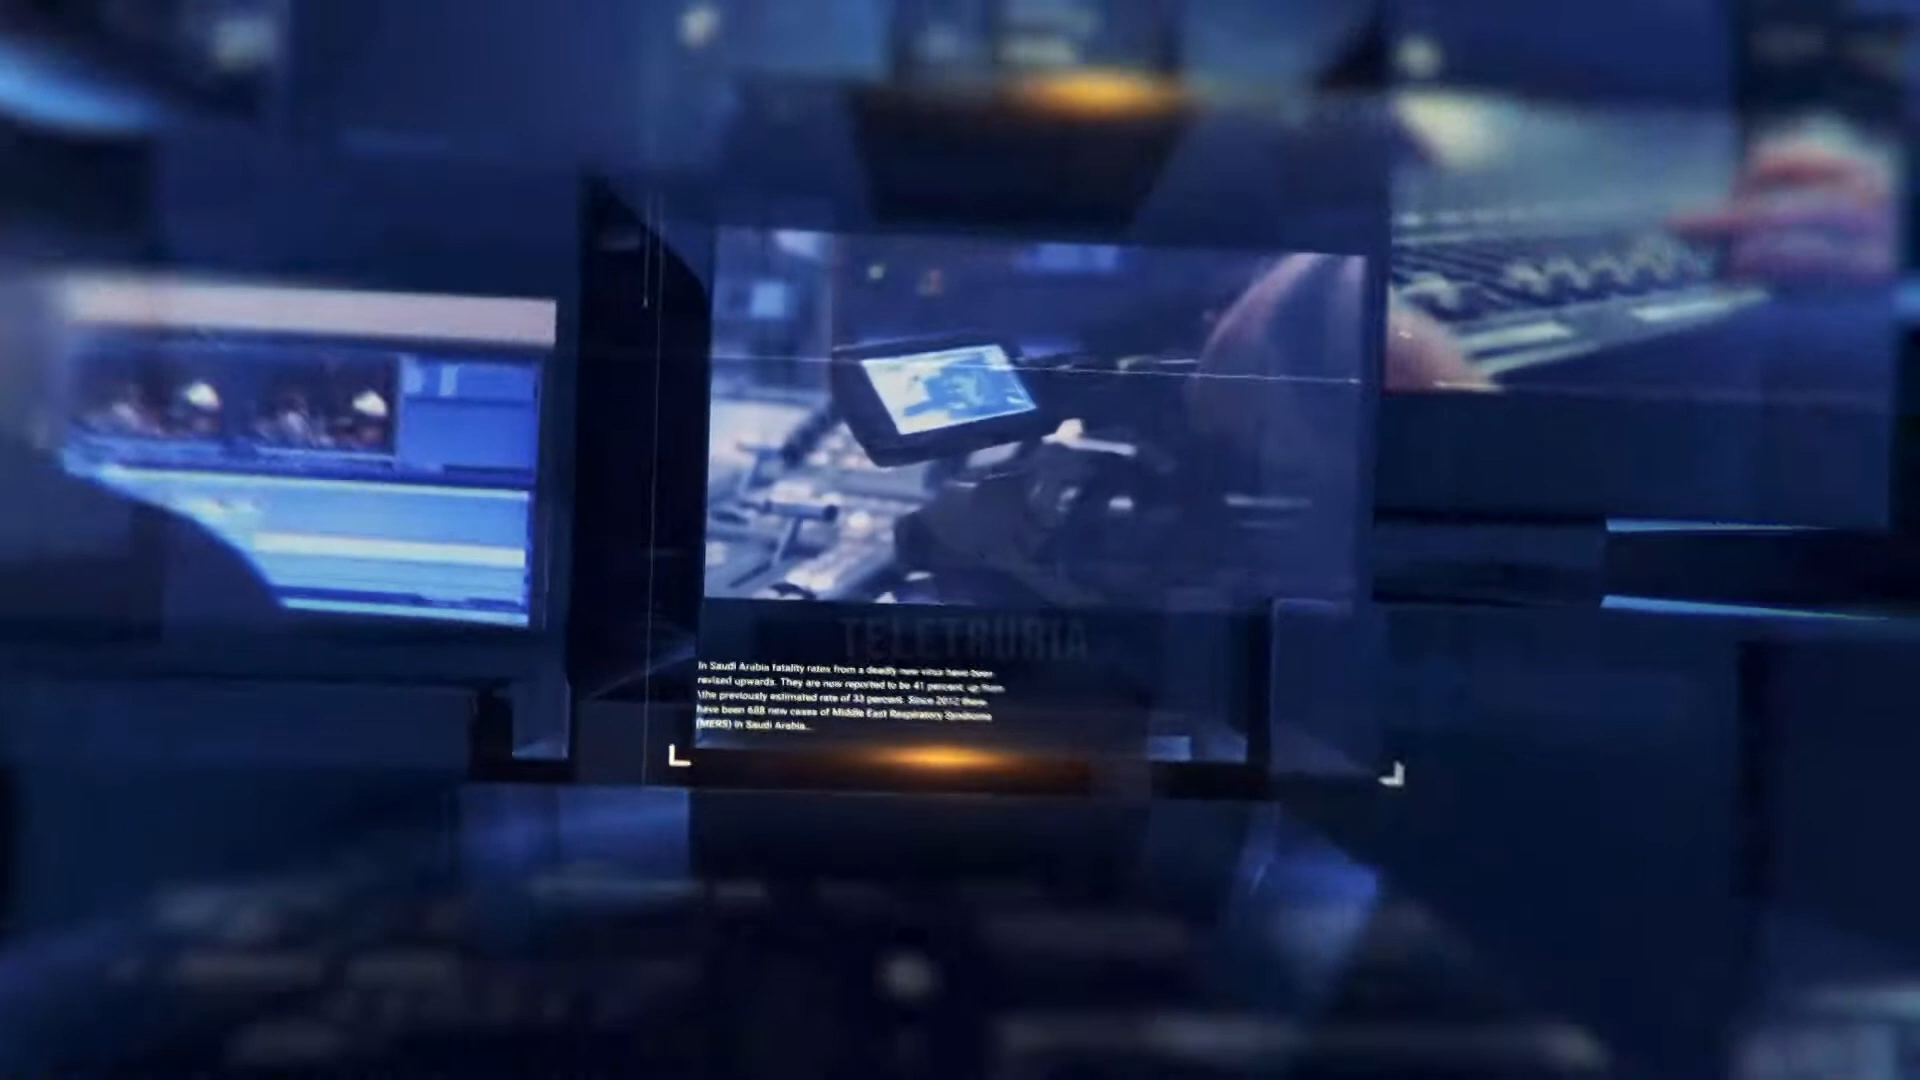 TELETRURIA
In Saudi Arabia fatality rates from a deadly new virus have been
revised upwards. They are now reported to be 41 percent, up from
\the previously estimated rate of 33 percent. Since 2012 there
have been 688 new cases of Middle East Respiratory Syndrome
(MERS) in Saudi Arabia...